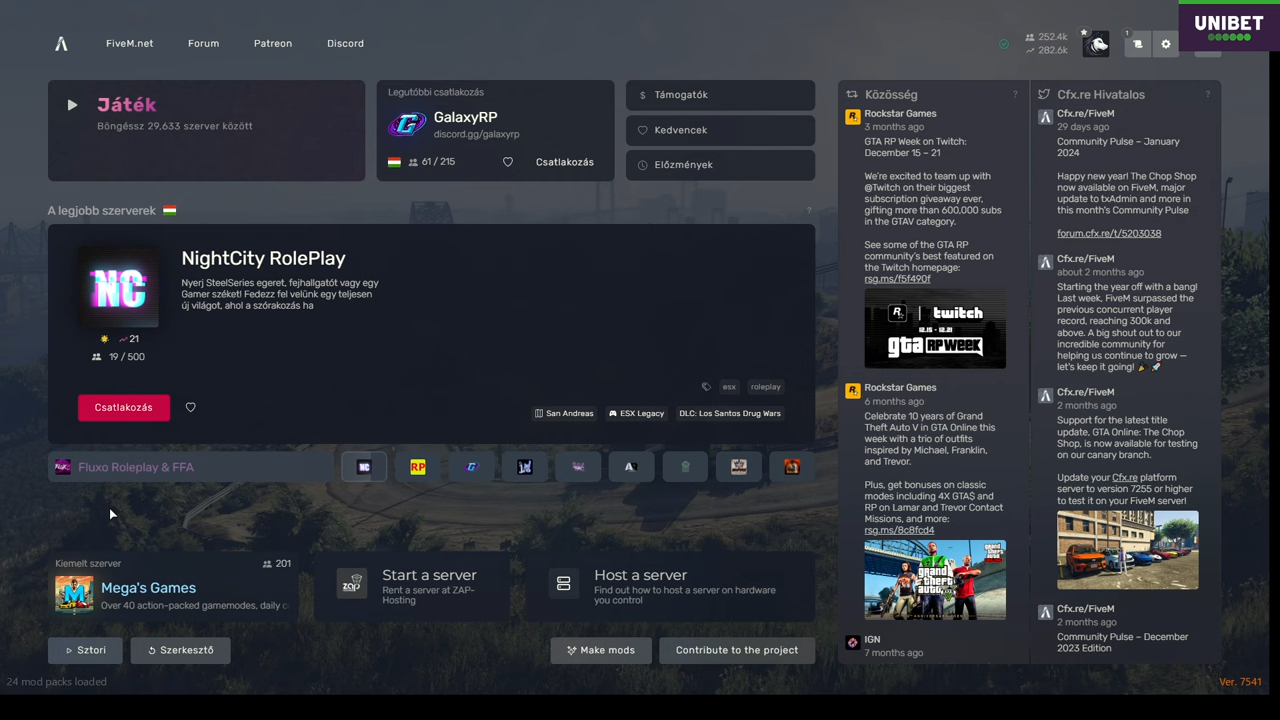 FiveM.net
Forum
Patreon
Discord
252.4k
282.6k
1
UNIBET
Játék
Böngéssz 29,633 szerver között
Legutóbbi csatlakozás
GalaxyRP
discord.gg/galaxyrp
61 / 215
Csatlakozás
$ Támogatók
Kedvencek
Előzmények
A legjobb szerverek
?
NC
NightCity RolePlay
Nyerj SteelSeries egeret, fejhallgatót vagy egy
Gamer széket! Fedezz fel velünk egy teljesen
új világot, ahol a szórakozás ha
21
19 / 500
Csatlakozás
esx
roleplay
San Andreas
ESX Legacy
DLC: Los Santos Drug Wars
Fluxo Roleplay & FFA
NC
RP
Kiemelt szerver
201
Mega's Games
Over 40 action-packed gamemodes, daily c
zap
Start a server
Rent a server at ZAP-
Hosting
Host a server
Find out how to host a server on hardware
you control
Sztori
Szerkesztő
Make mods
Contribute to the project
24 mod packs loaded
Ver. 7541
Közösség
?
Rockstar Games
3 months ago
GTA RP Week on Twitch:
December 15 – 21
We're excited to team up with
@Twitch on their biggest
subscription giveaway ever,
gifting more than 600,000 subs
in the GTAV category.
See some of the GTA RP
community's best featured on
the Twitch homepage:
rsg.ms/f5f490f
R
twitch
12.15 - 12.21
gta RP WEEK
Rockstar Games
6 months ago
Celebrate 10 years of Grand
Theft Auto V in GTA Online this
week with a trio of outfits
inspired by Michael, Franklin,
and Trevor.
Plus, get bonuses on classic
modes including 4X GTA$ and
RP on Lamar and Trevor Contact
Missions, and more:
rsg.ms/8c8fcd4
grand
theft
auto
IGN
7 months ago
Cfx.re Hivatalos
?
Cfx.re/FiveM
29 days ago
Community Pulse – January
2024
Happy new year! The Chop Shop
now available on FiveM, major
update to txAdmin and more in
in this month's Community Pulse
forum.cfx.re/t/5203038
Cfx.re/FiveM
about 2 months ago
Starting the year off with a bang!
Last week, FiveM surpassed the
previous concurrent player
record, reaching 300k and
above. A big shout out to our
incredible community for
helping us continue to grow —
let's keep it going! 🎉 🚀
Cfx.re/FiveM
2 months ago
Support for the latest title
update, GTA Online: The Chop
Shop, is now available for testing
on our canary branch.
Update your Cfx.re platform
server to version 7255 or higher
to test it on your FiveM server!
Cfx.re/FiveM
2 months ago
Community Pulse – December
2023 Edition